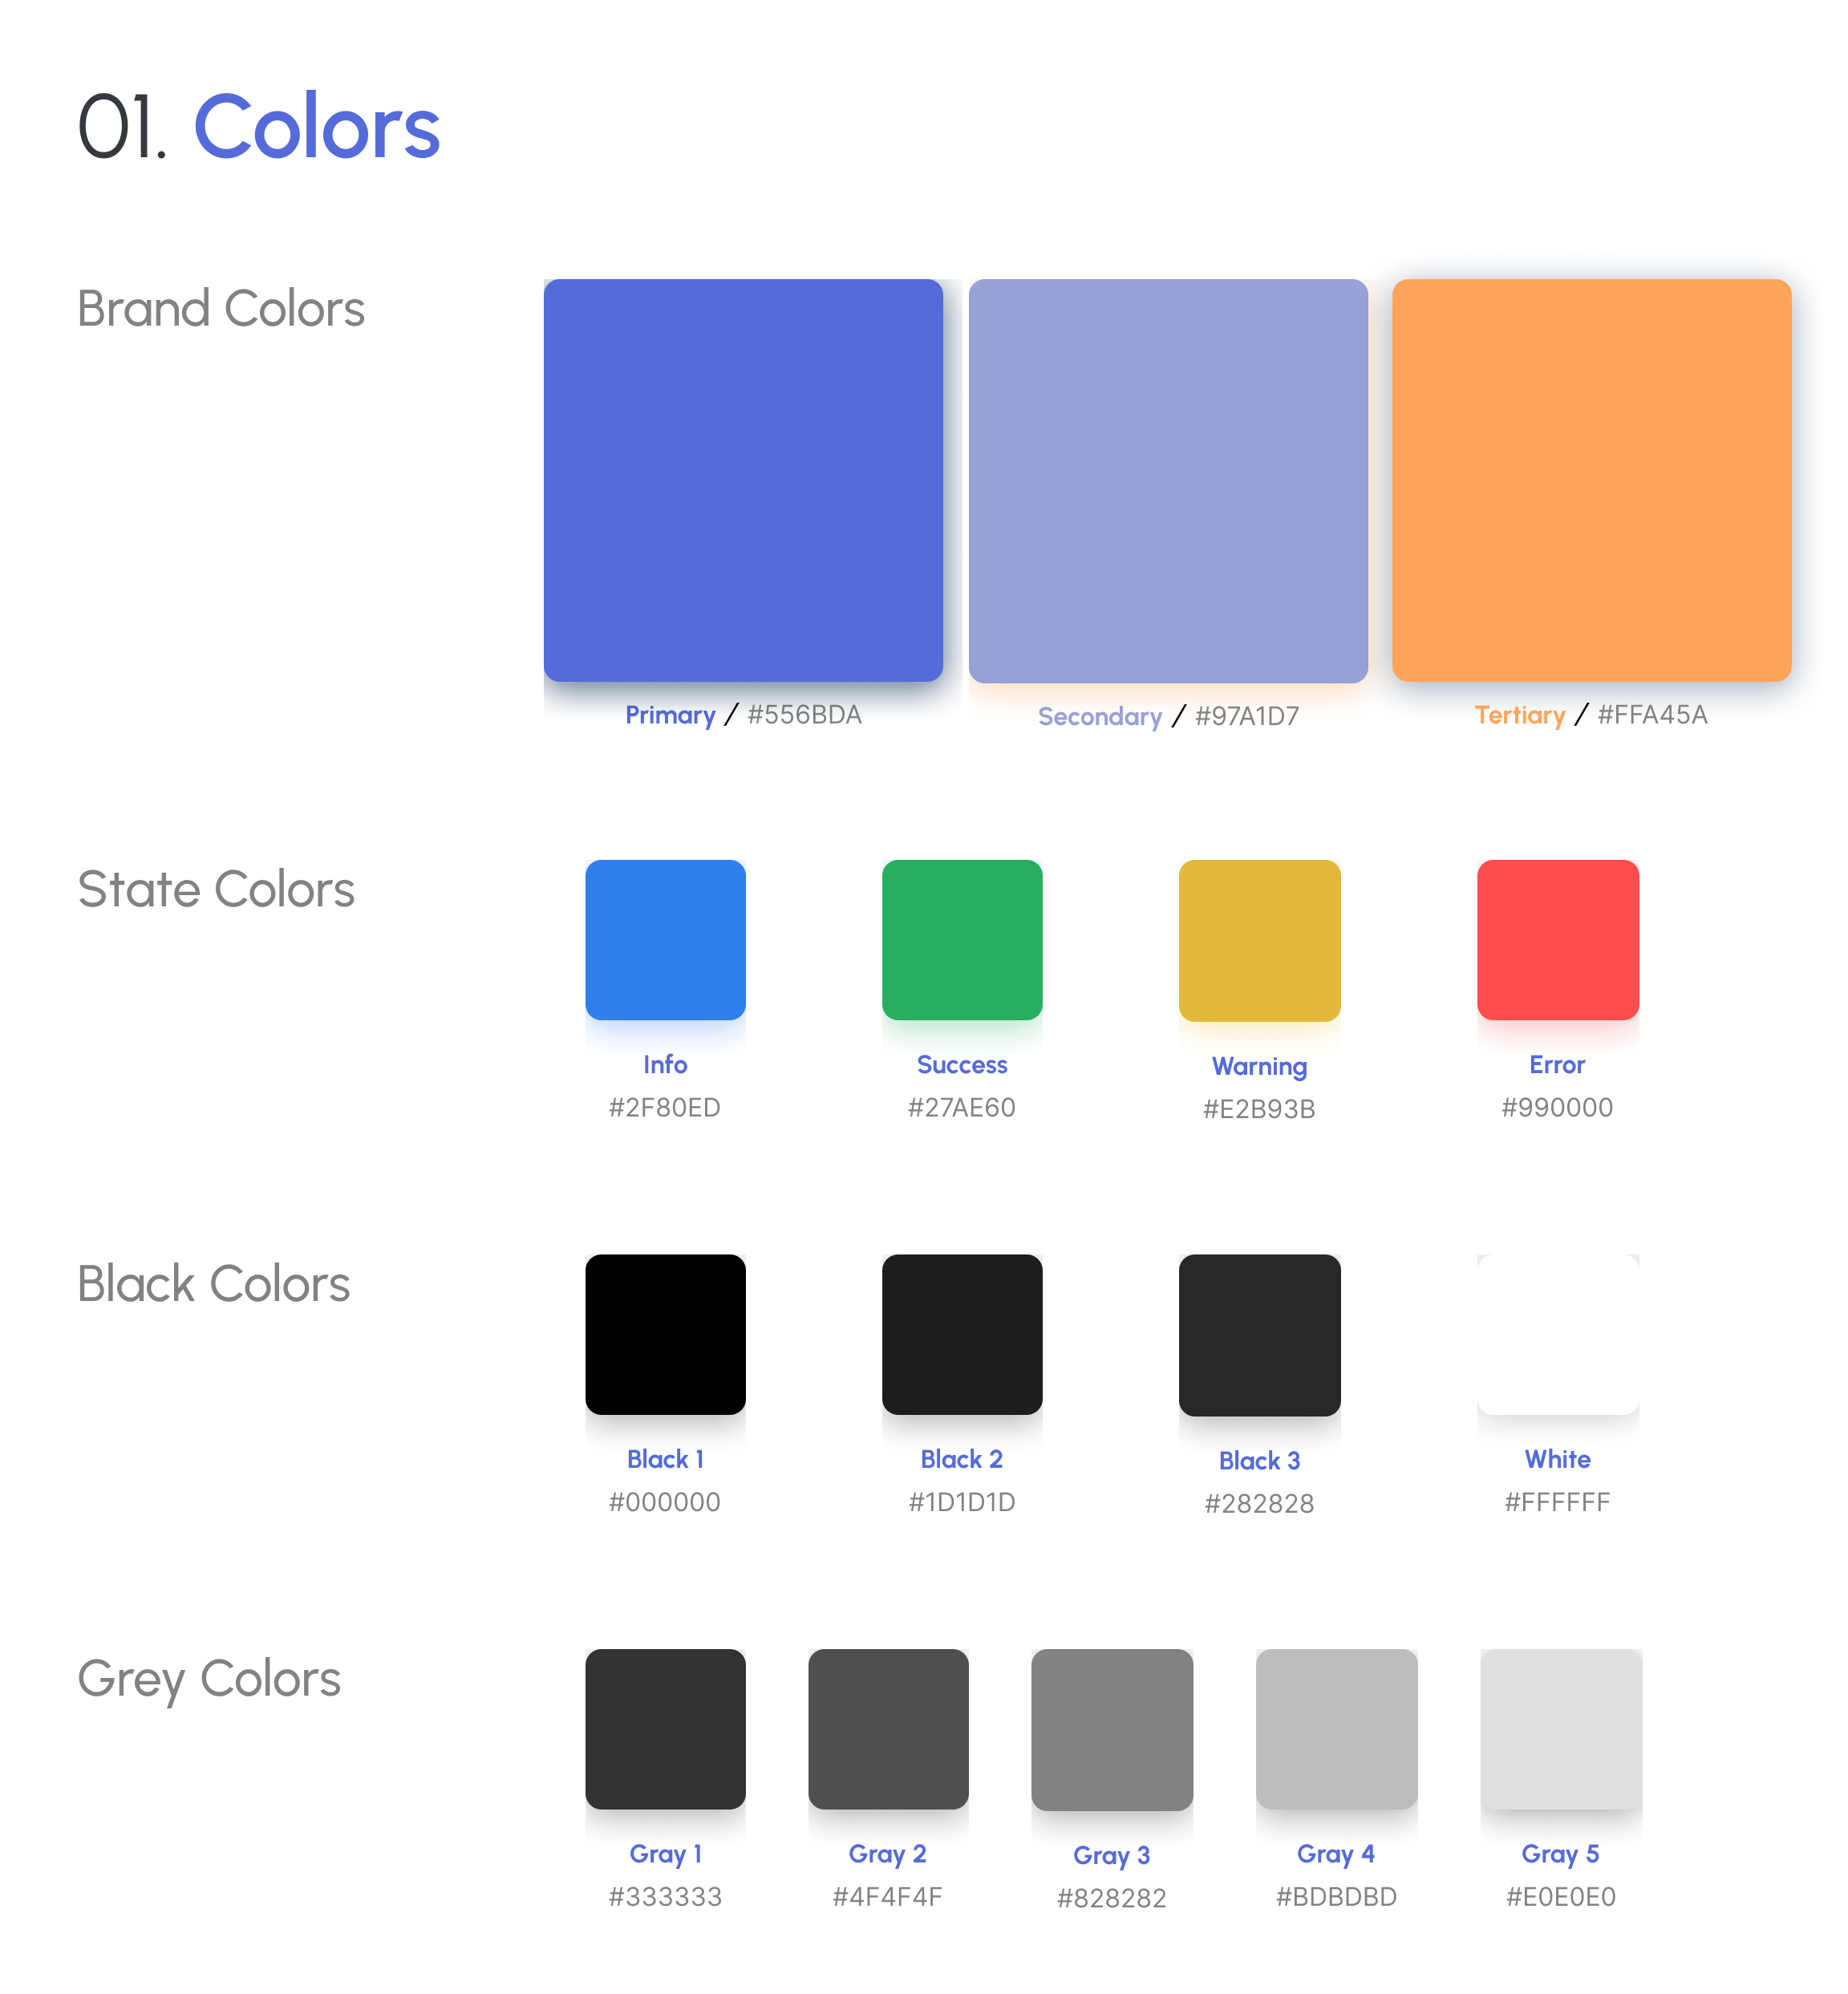 01. Colors
Brand Colors
Primary / #556BDA
Secondary / #97A1D7
Tertiary / #FFA45A
State Colors
Info
#2F80ED
Success
#27AE60
Warning
#E2B93B
Error
#990000
Black Colors
Black 1
#000000
Black 2
#1D1D1D
Black 3
#282828
White
#FFFFFF
Grey Colors
Gray 1
#333333
Gray 2
#4F4F4F
Gray 3
#828282
Gray 4
#BDBDBD
Gray 5
#E0E0E0